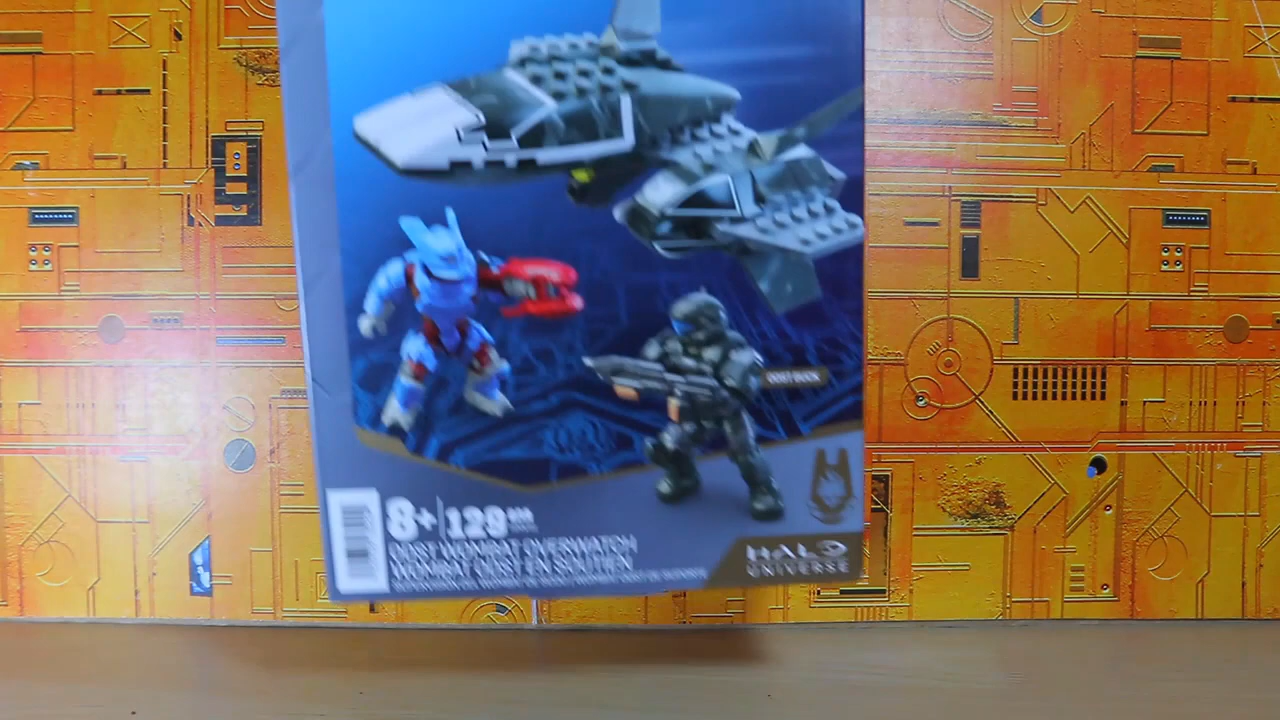 8+ 129
ODST WOMBAT OVERWATCH
WOMBAT ODST EN SOUTIEN
HALO
UNIVERSE